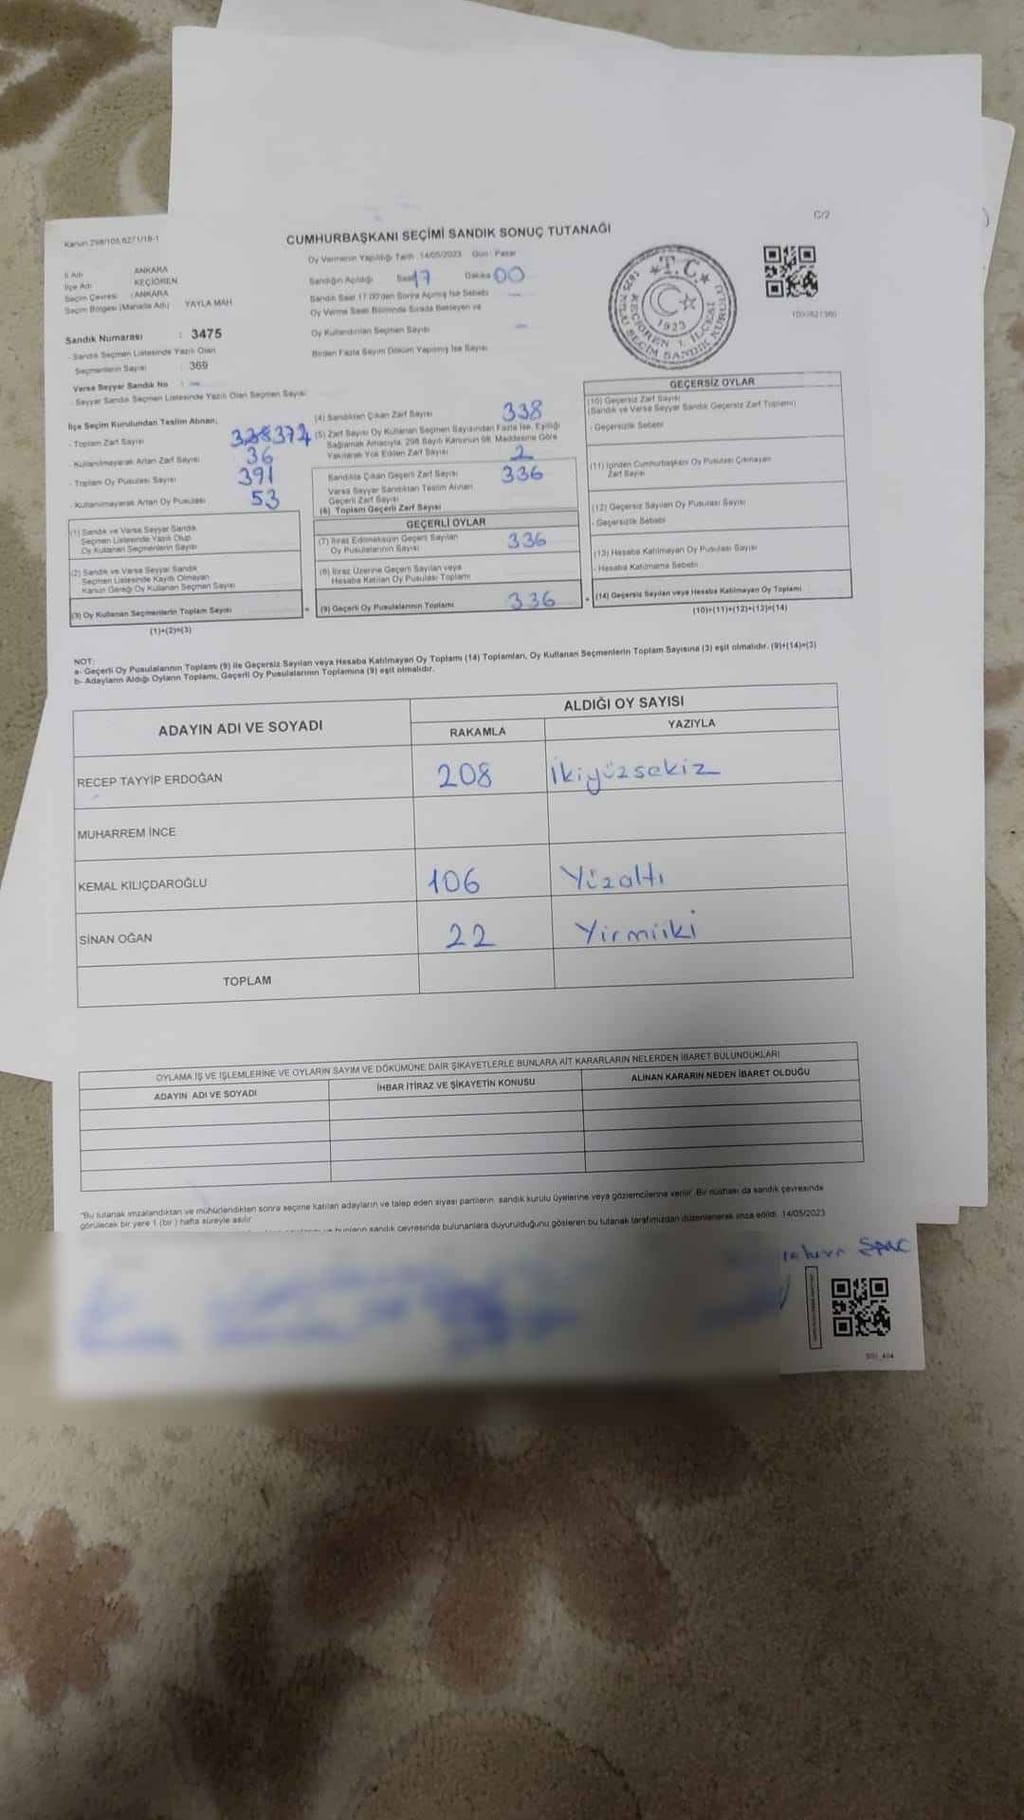 Kanun 298/105,6271/18-1
C/2
CUMHURBAŞKANI SEÇİMİ SANDIK SONUÇ TUTANAĞI
Oy Vermenin Yapıldığı Tarih : 14/05/2023 Gün : Pazar
İl Adı ANKARA
İlçe Adı KEÇİÖREN
Seçim Çevresi : ANKARA
Seçim Bölgesi (Mahalle Adı) YAYLA MAH
Sandığın Açıldığı Saat 17 Dakika 00
Sandık Saat 17:00'den Sonra Açılmış İse Sebebi
Oy Verme Saati Bitiminde Sırada Bekleyen ve
Oy Kullandırılan Seçmen Sayısı
Birden Fazla Sayım Döküm Yapılmış İse Sayısı
T.C.
1923
KEÇİÖREN 1. İLÇE
Sandık Numarası : 3475
- Sandık Seçmen Listesinde Yazılı Olan
Seçmenlerin Sayısı : 369
Varsa Seyyar Sandık No
- Seyyar Sandık Seçmen Listesinde Yazılı Olan Seçmen Sayısı
İlçe Seçim Kurulundan Teslim Alınan;
- Toplam Zarf Sayısı 374
- Kullanılmayarak Artan Zarf Sayısı 36
- Toplam Oy Pusulası Sayısı 391
- Kullanılmayarak Artan Oy Pusulası 53
(1) Sandık ve Varsa Seyyar Sandık
Seçmen Listesinde Yazılı Olup
Oy Kullanan Seçmenlerin Sayısı
(2) Sandık ve Varsa Seyyar Sandık
Seçmen Listesinde Kayıtlı Olmayan
Kanun Gereği Oy Kullanan Seçmen Sayısı
(3) Oy Kullanan Seçmenlerin Toplam Sayısı
(1)+(2)=(3)
(4) Sandıktan Çıkan Zarf Sayısı 338
(5) Zarf Sayısı Oy Kullanan Seçmen Sayısından Fazla İse, Eşitliği
Sağlamak Amacıyla, 298 Sayılı Kanunun 98. Maddesine Göre
Yakılarak Yok Edilen Zarf Sayısı 2
Sandıkta Çıkan Geçerli Zarf Sayısı 336
Varsa Seyyar Sandıktan Teslim Alınan
Geçerli Zarf Sayısı
(6) Toplam Geçerli Zarf Sayısı
GEÇERLİ OYLAR
(7) İtiraz Edilmeksizin Geçerli Sayılan
Oy Pusulalarının Sayısı 336
(8) İtiraz Üzerine Geçerli Sayılan veya
Hesaba Katılan Oy Pusulası Toplamı
= (9) Geçerli Oy Pusulalarının Toplamı 336
GEÇERSİZ OYLAR
(10) Geçersiz Zarf Sayısı
(Sandık ve Varsa Seyyar Sandık Geçersiz Zarf Toplamı)
- Geçersizlik Sebebi
(11) İçinden Cumhurbaşkanı Oy Pusulası Çıkmayan
Zarf Sayısı
(12) Geçersiz Sayılan Oy Pusulası Sayısı
- Geçersizlik Sebebi
(13) Hesaba Katılmayan Oy Pusulası Sayısı
- Hesaba Katılmama Sebebi
+ (14) Geçersiz Sayılan veya Hesaba Katılmayan Oy Toplamı
(10)+(11)+(12)+(13)=(14)
NOT:
a- Geçerli Oy Pusulalarının Toplamı (9) ile Geçersiz Sayılan veya Hesaba Katılmayan Oy Toplamı (14) Toplamları, Oy Kullanan Seçmenlerin Toplam Sayısına (3) eşit olmalıdır. (9)+(14)=(3)
b- Adayların Aldığı Oyların Toplamı, Geçerli Oy Pusulalarının Toplamına (9) eşit olmalıdır.
ADAYIN ADI VE SOYADI
ALDIĞI OY SAYISI
RAKAMLA YAZIYLA
RECEP TAYYİP ERDOĞAN 208 İkiyüzsekiz
MUHARREM İNCE
KEMAL KILIÇDAROĞLU 106 Yüzaltı
SİNAN OĞAN 22 Yirmiiki
TOPLAM
OYLAMA İŞ VE İŞLEMLERİNE VE OYLARIN SAYIM VE DÖKÜMÜNE DAİR ŞİKAYETLERLE BUNLARA AİT KARARLARIN NELERDEN İBARET BULUNDUKLARI
ADAYIN ADI VE SOYADI İHBAR İTİRAZ VE ŞİKAYETİN KONUSU ALINAN KARARIN NEDEN İBARET OLDUĞU
"Bu tutanak imzalandıktan ve mühürlendikten sonra seçime katılan adayların ve talep eden siyasi partilerin, sandık kurulu üyelerine veya gözlemcilerine verilir. Bir nüshası da sandık çevresinde
görülecek bir yere 1 (bir) hafta süreyle asılır
bunların sandık çevresinde bulunanlara duyurulduğunu gösteren bu tutanak tarafımızdan düzenlenerek imza edildi. 14/05/2023